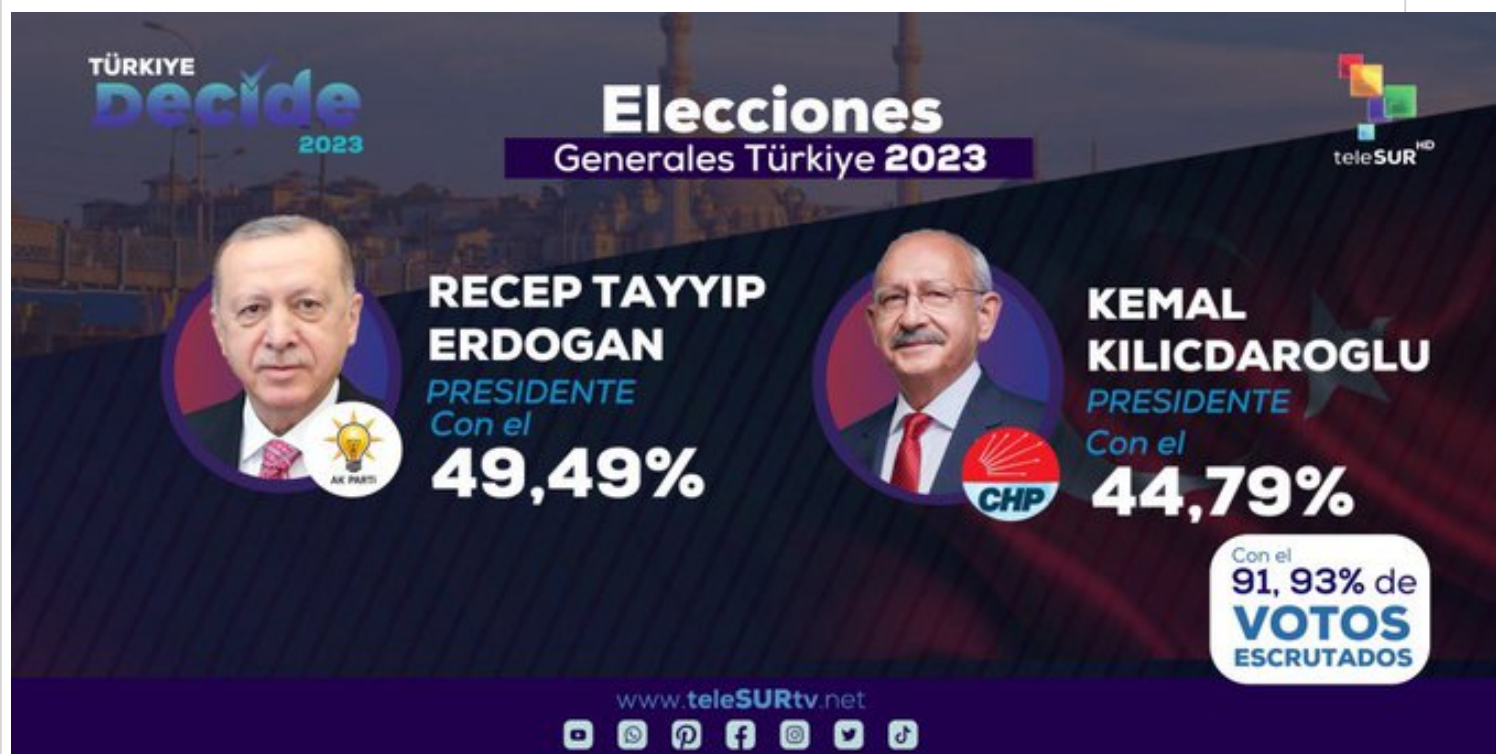 TÜRKIYE
Decide
2023
Elecciones
Generales Türkiye 2023
teleSUR HD
RECEP TAYYIP
ERDOGAN
PRESIDENTE
Con el
49,49%
AK PARTİ
KEMAL
KILICDAROGLU
PRESIDENTE
Con el
44,79%
CHP
Con el
91, 93% de
VOTOS
ESCRUTADOS
www.teleSURtv.net